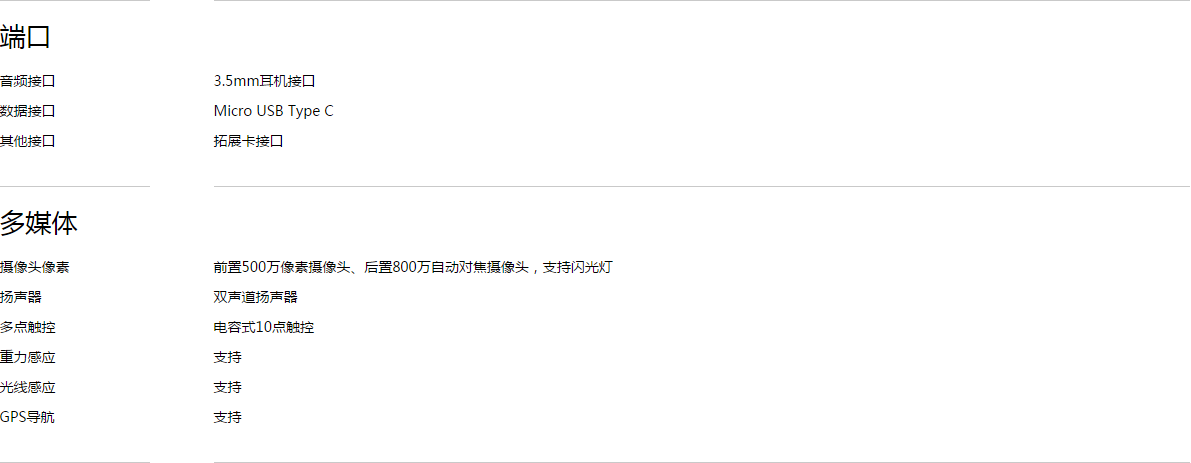 端口
音频接口 3.5mm耳机接口
数据接口 Micro USB Type C
其他接口 拓展卡接口
多媒体
摄像头像素 前置500万像素摄像头、后置800万自动对焦摄像头，支持闪光灯
扬声器 双声道扬声器
多点触控 电容式10点触控
重力感应 支持
光线感应 支持
GPS导航 支持